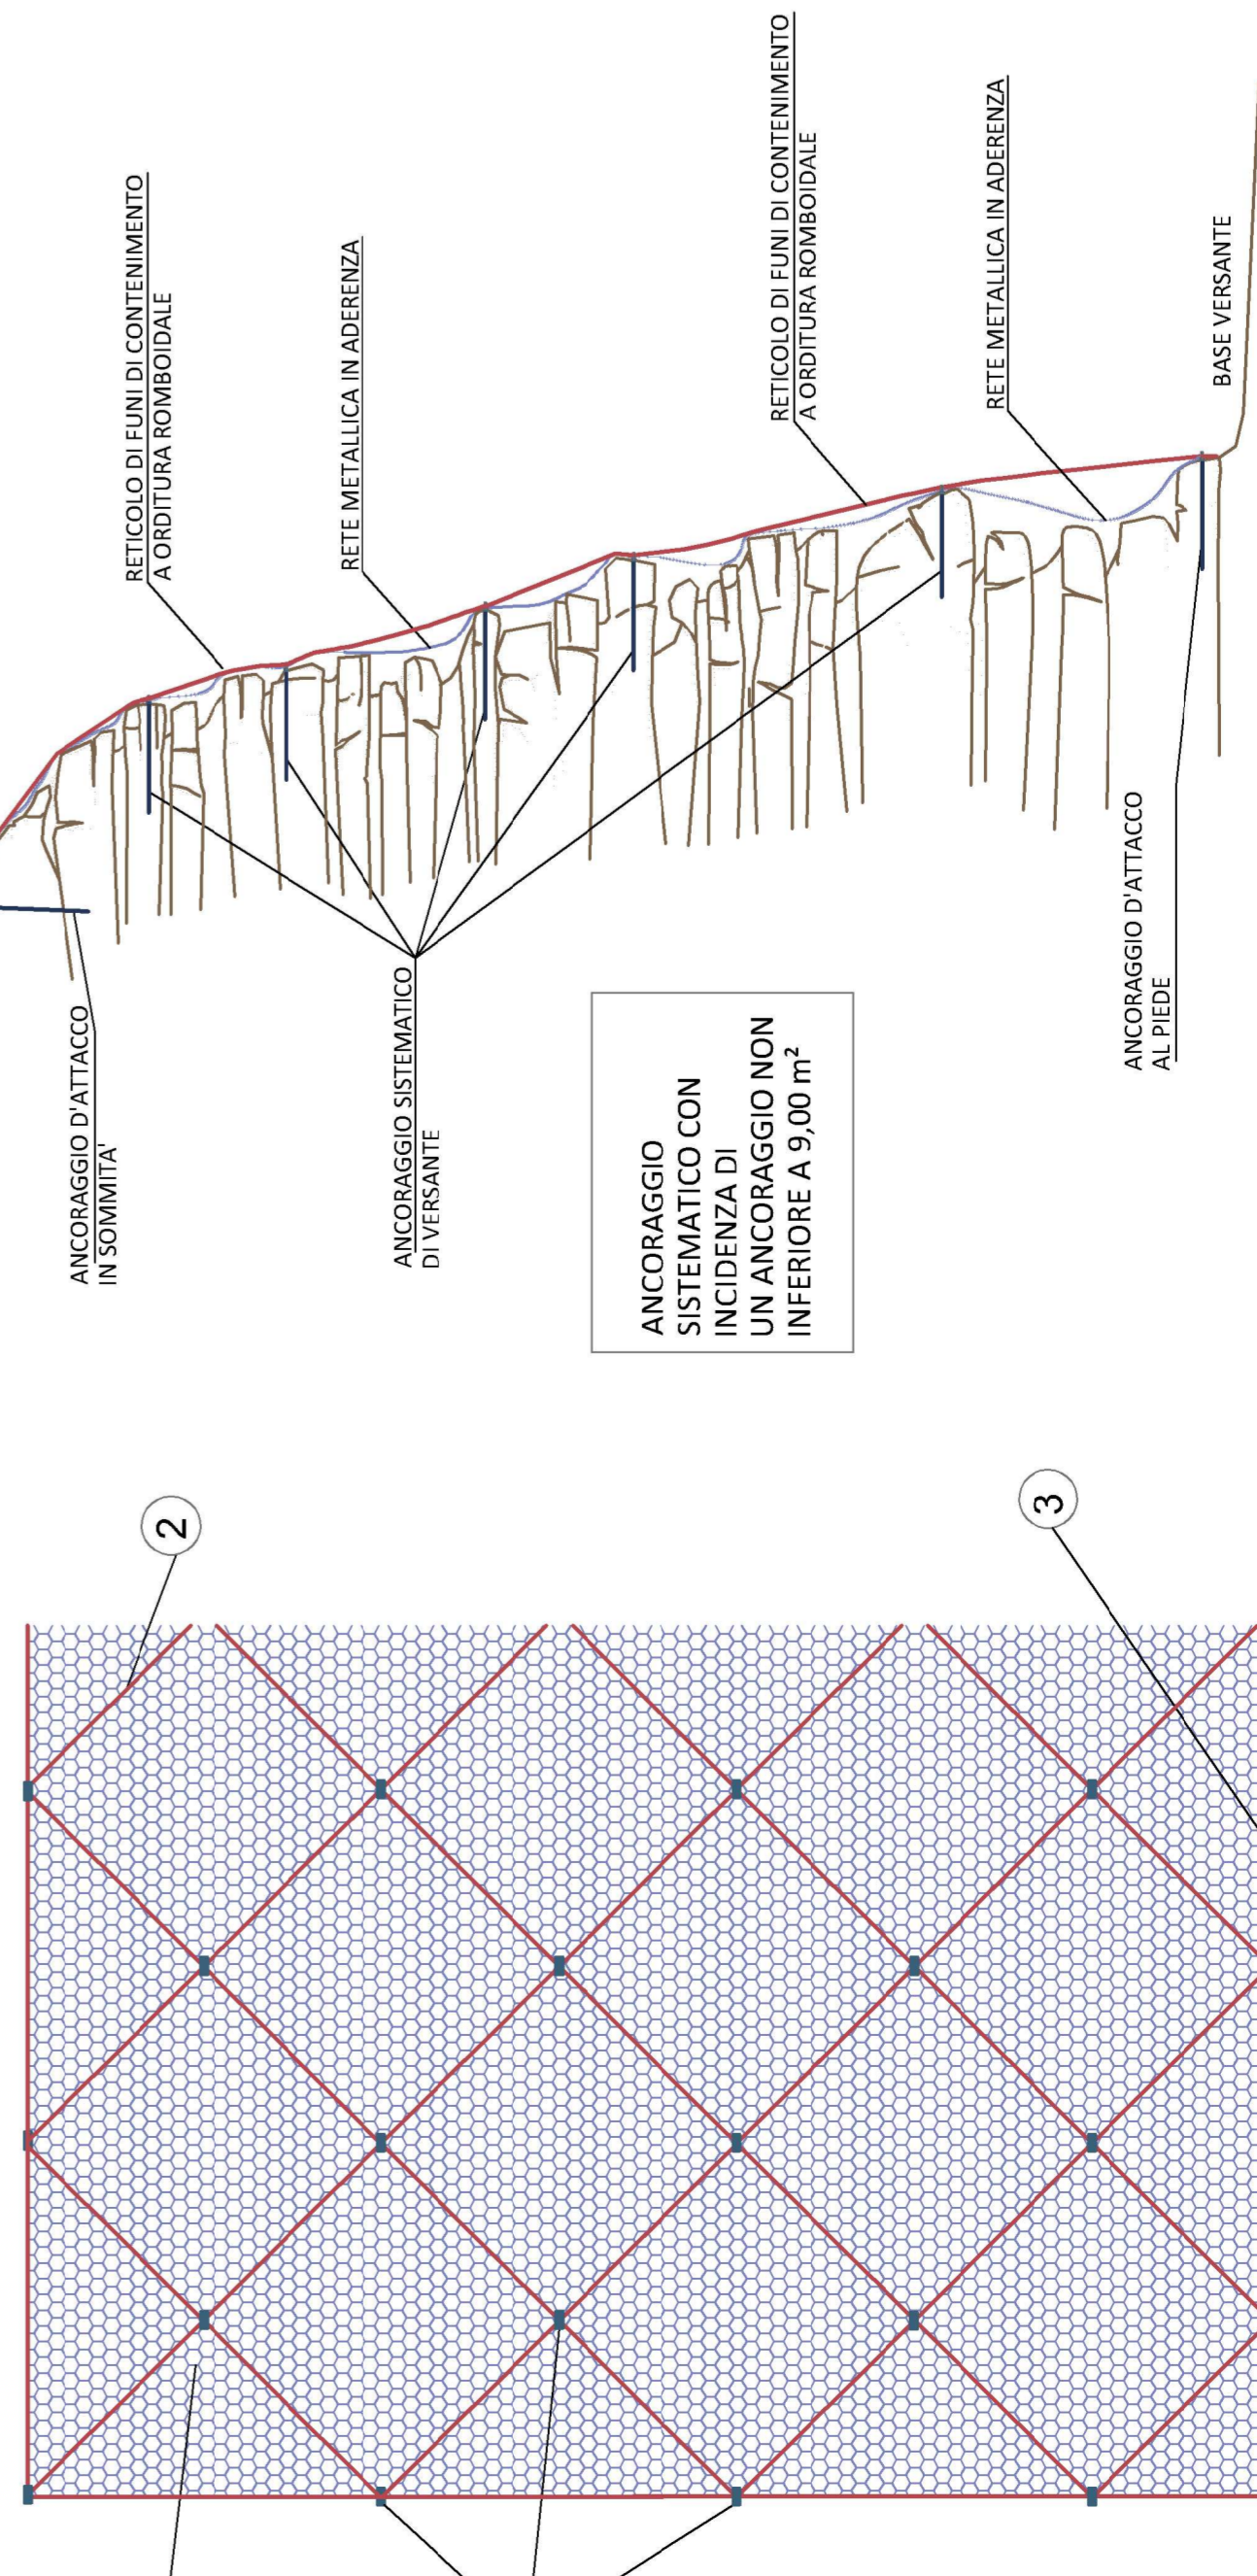 2
3
RETICOLO DI FUNI DI CONTENIMENTO
A ORDITURA ROMBOIDALE
RETE METALLICA IN ADERENZA
RETICOLO DI FUNI DI CONTENIMENTO
A ORDITURA ROMBOIDALE
RETE METALLICA IN ADERENZA
BASE VERSANTE
ANCORAGGIO D'ATTACCO
IN SOMMITA'
ANCORAGGIO SISTEMATICO
DI VERSANTE
ANCORAGGIO
SISTEMATICO CON
INCIDENZA DI
UN ANCORAGGIO NON
INFERIORE A 9,00 m²
ANCORAGGIO D'ATTACCO
AL PIEDE